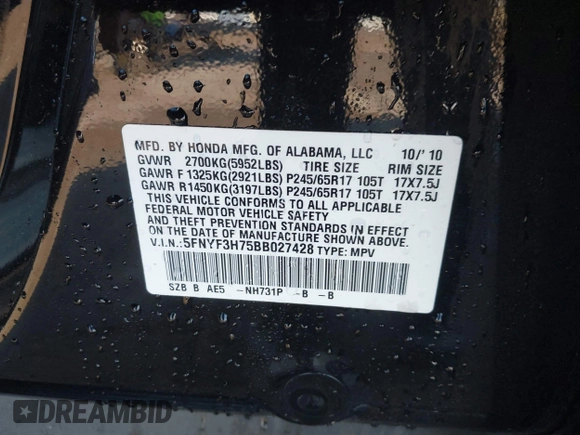 MFD. BY HONDA MFG. OF ALABAMA, LLC 10/'10
GVWR 2700KG(5952LBS) TIRE SIZE RIM SIZE
GAWR F 1325KG(2921LBS) P245/65R17 105T 17X7.5J
GAWR R1450KG(3197LBS) P245/65R17 105T 17X7.5J
THIS VEHICLE CONFORMS TO ALL APPLICABLE
FEDERAL MOTOR VEHICLE SAFETY
AND THEFT PREVENTION STANDARDS IN EFFECT
ON THE DATE OF MANUFACTURE SHOWN ABOVE.
V.I.N.:5FNYF3H75BB027428 TYPE: MPV
SZB B AE5 -NH731P -B -B
DREAMBID